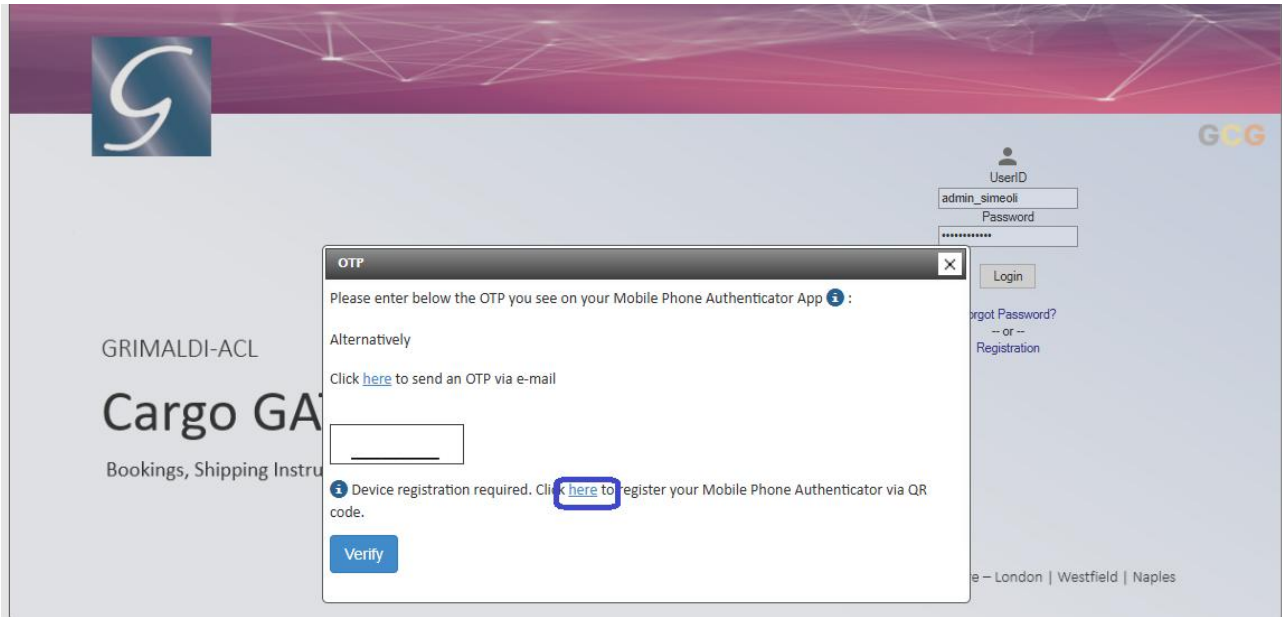 G
GCG
UserID
admin_simeoli
Password
••••••••••••
Login
orgot Password?
-- or --
Registration
GRIMALDI-ACL
Cargo GA
Bookings, Shipping Instru
OTP
Please enter below the OTP you see on your Mobile Phone Authenticator App i :
Alternatively
Click here to send an OTP via e-mail
i Device registration required. Click here to register your Mobile Phone Authenticator via QR
code.
Verify
e – London | Westfield | Naples